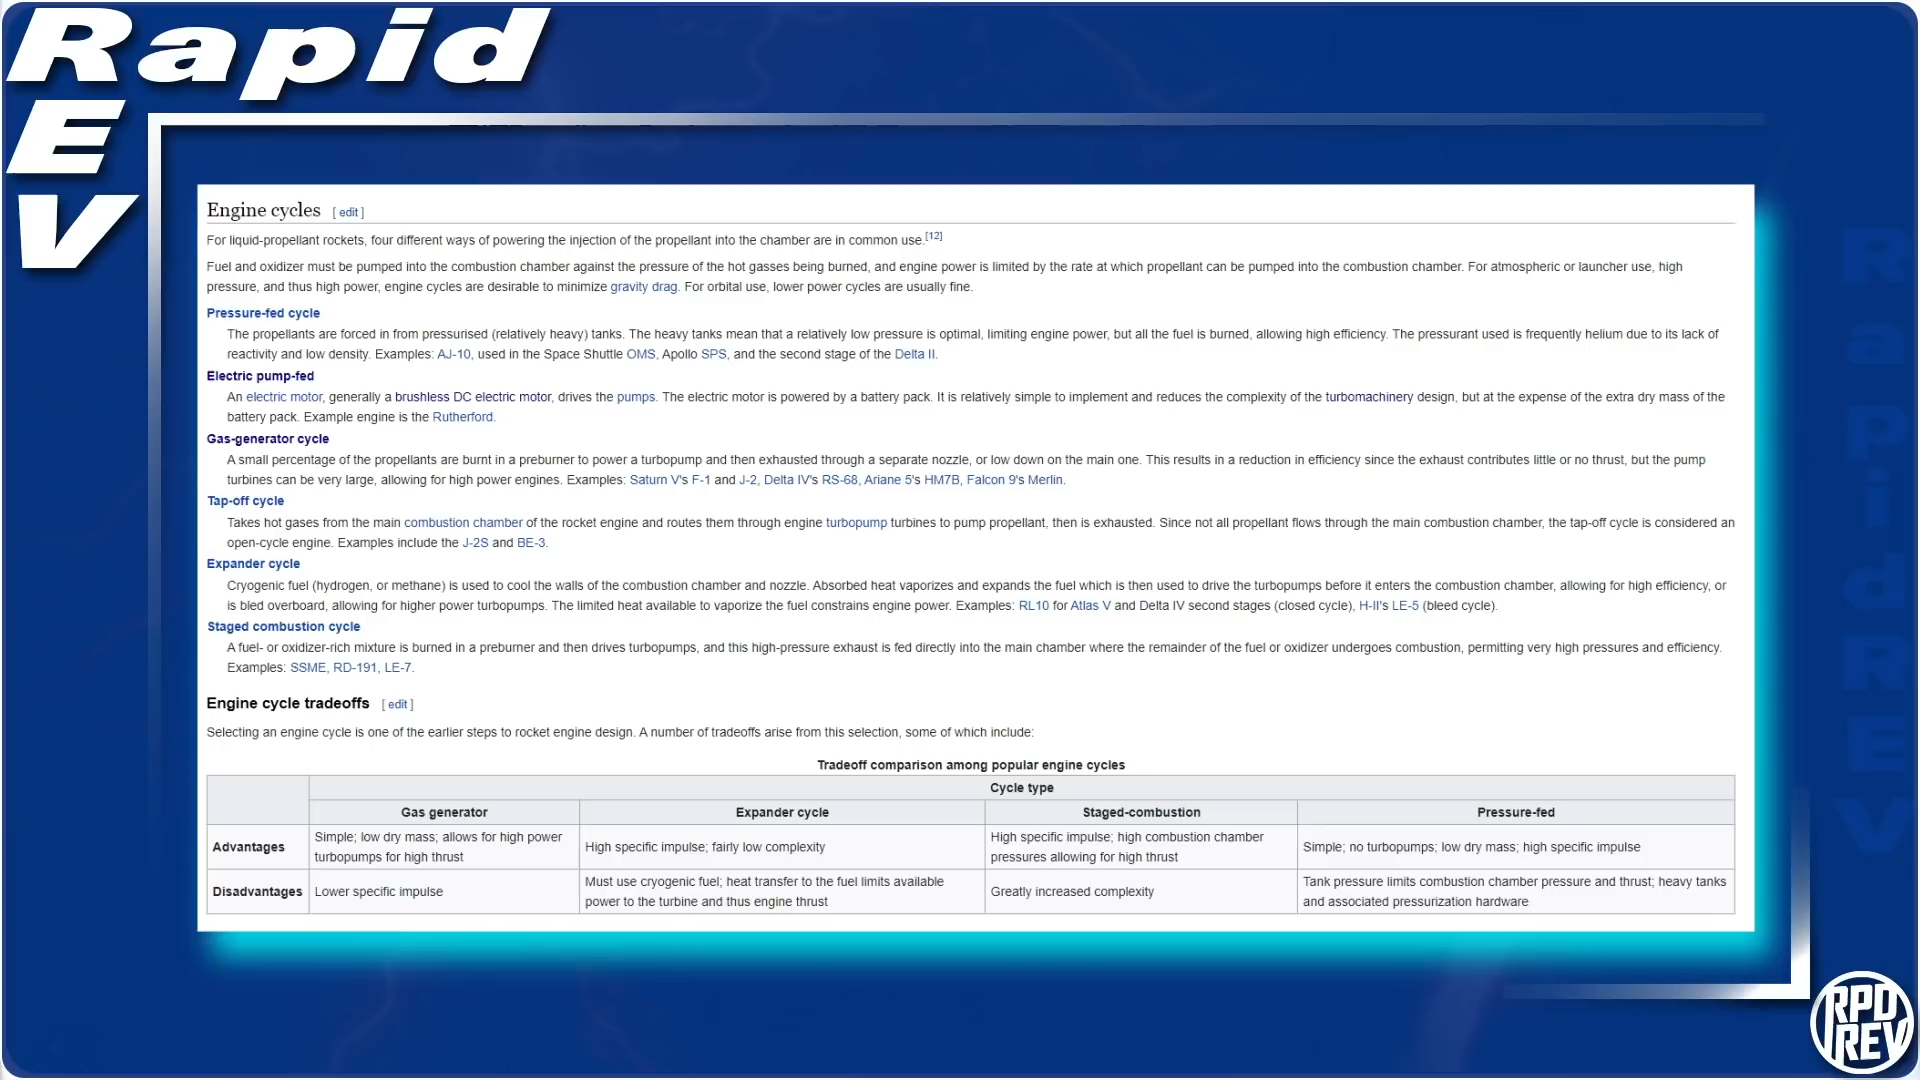 Rapid
E
V
Engine cycles [ edit ]
For liquid-propellant rockets, four different ways of powering the injection of the propellant into the chamber are in common use.[12]
Fuel and oxidizer must be pumped into the combustion chamber against the pressure of the hot gasses being burned, and engine power is limited by the rate at which propellant can be pumped into the combustion chamber. For atmospheric or launcher use, high
pressure, and thus high power, engine cycles are desirable to minimize gravity drag. For orbital use, lower power cycles are usually fine.
Pressure-fed cycle
The propellants are forced in from pressurised (relatively heavy) tanks. The heavy tanks mean that a relatively low pressure is optimal, limiting engine power, but all the fuel is burned, allowing high efficiency. The pressurant used is frequently helium due to its lack of
reactivity and low density. Examples: AJ-10, used in the Space Shuttle OMS, Apollo SPS, and the second stage of the Delta II.
Electric pump-fed
An electric motor, generally a brushless DC electric motor, drives the pumps. The electric motor is powered by a battery pack. It is relatively simple to implement and reduces the complexity of the turbomachinery design, but at the expense of the extra dry mass of the
battery pack. Example engine is the Rutherford.
Gas-generator cycle
A small percentage of the propellants are burnt in a preburner to power a turbopump and then exhausted through a separate nozzle, or low down on the main one. This results in a reduction in efficiency since the exhaust contributes little or no thrust, but the pump
turbines can be very large, allowing for high power engines. Examples: Saturn V's F-1 and J-2, Delta IV's RS-68, Ariane 5's HM7B, Falcon 9's Merlin.
Tap-off cycle
Takes hot gases from the main combustion chamber of the rocket engine and routes them through engine turbopump turbines to pump propellant, then is exhausted. Since not all propellant flows through the main combustion chamber, the tap-off cycle is considered an
open-cycle engine. Examples include the J-2S and BE-3.
Expander cycle
Cryogenic fuel (hydrogen, or methane) is used to cool the walls of the combustion chamber and nozzle. Absorbed heat vaporizes and expands the fuel which is then used to drive the turbopumps before it enters the combustion chamber, allowing for high efficiency, or
is bled overboard, allowing for higher power turbopumps. The limited heat available to vaporize the fuel constrains engine power. Examples: RL10 for Atlas V and Delta IV second stages (closed cycle), H-II's LE-5 (bleed cycle).
Staged combustion cycle
A fuel- or oxidizer-rich mixture is burned in a preburner and then drives turbopumps, and this high-pressure exhaust is fed directly into the main chamber where the remainder of the fuel or oxidizer undergoes combustion, permitting very high pressures and efficiency.
Examples: SSME, RD-191, LE-7.
Engine cycle tradeoffs [ edit ]
Selecting an engine cycle is one of the earlier steps to rocket engine design. A number of tradeoffs arise from this selection, some of which include:
Tradeoff comparison among popular engine cycles
Cycle type
Gas generator Expander cycle Staged-combustion Pressure-fed
Advantages
Simple; low dry mass; allows for high power
turbopumps for high thrust
High specific impulse; fairly low complexity
High specific impulse; high combustion chamber
pressures allowing for high thrust
Simple; no turbopumps; low dry mass; high specific impulse
Disadvantages
Lower specific impulse
Must use cryogenic fuel; heat transfer to the fuel limits available
power to the turbine and thus engine thrust
Greatly increased complexity
Tank pressure limits combustion chamber pressure and thrust; heavy tanks
and associated pressurization hardware
RapidREV
RPD
REV